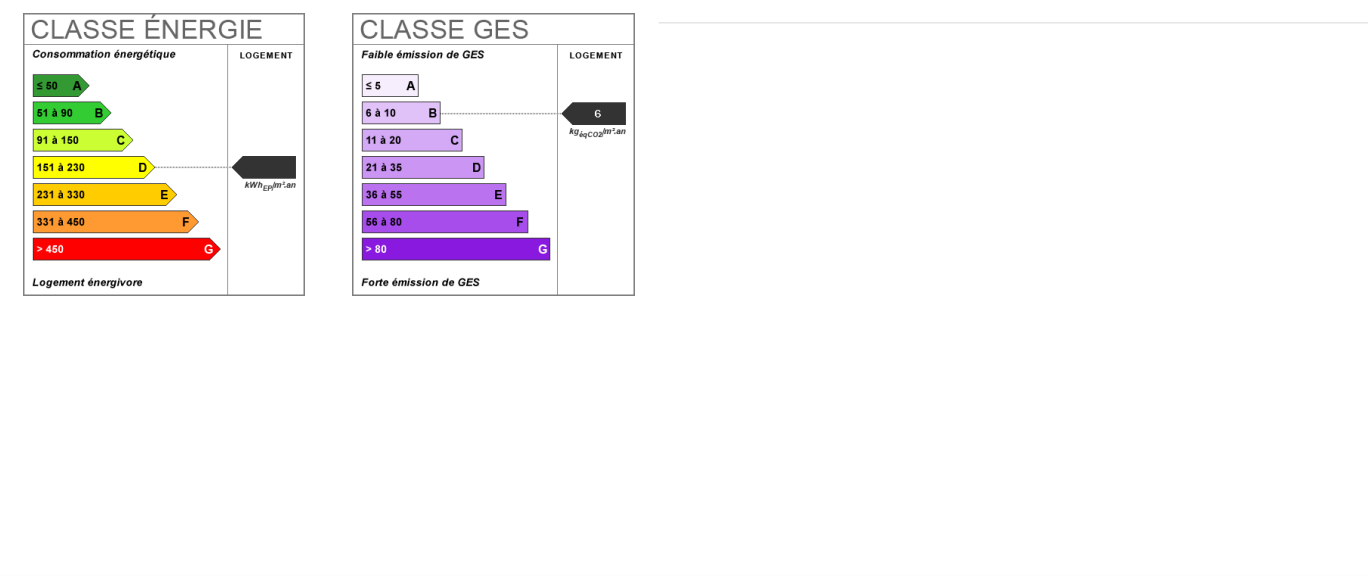 CLASSE ÉNERGIE
Consommation énergétique
LOGEMENT
≤ 50 A
51 à 90 B
91 à 150 C
151 à 230 D
kWhEP/m².an
231 à 330 E
331 à 450 F
> 450 G
Logement énergivore
CLASSE GES
Faible émission de GES
LOGEMENT
≤ 5 A
6 à 10 B
6
kgéqCO2/m².an
11 à 20 C
21 à 35 D
36 à 55 E
56 à 80 F
> 80 G
Forte émission de GES